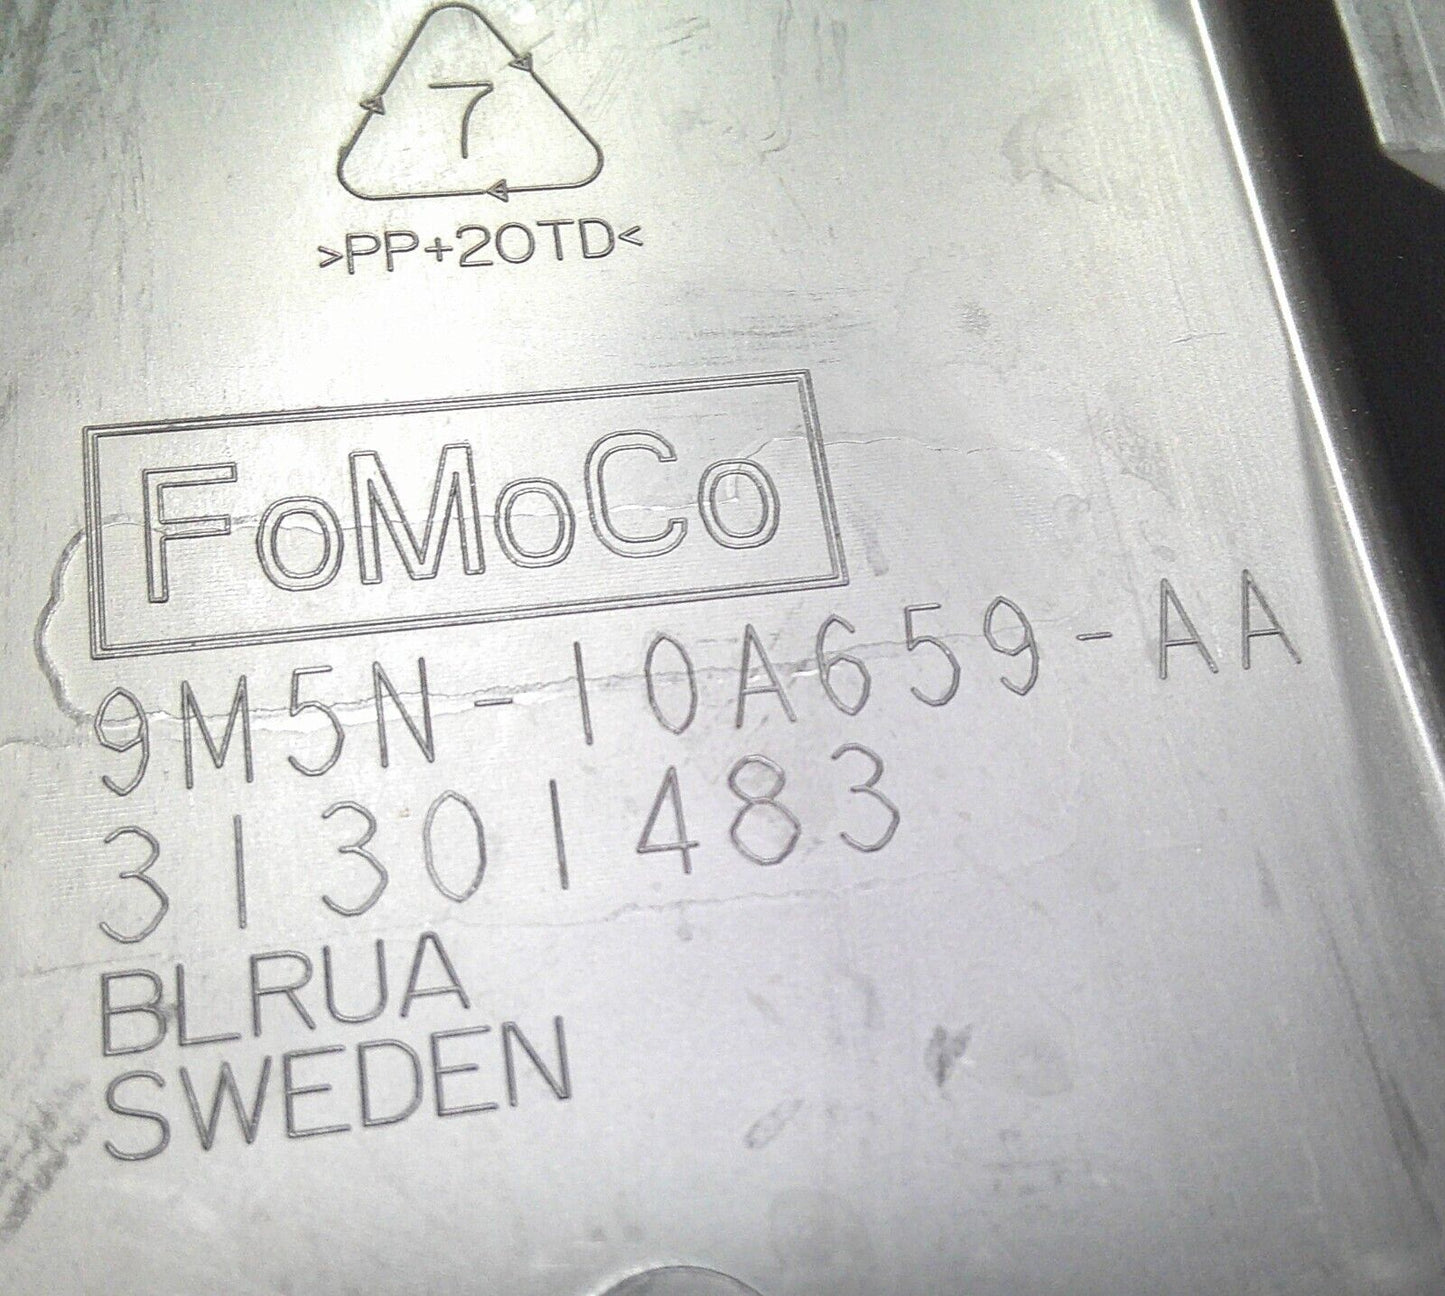 7
>PP+20TD<
FoMoCo
9M5N-10A659-AA
31301483
BLRUA
SWEDEN